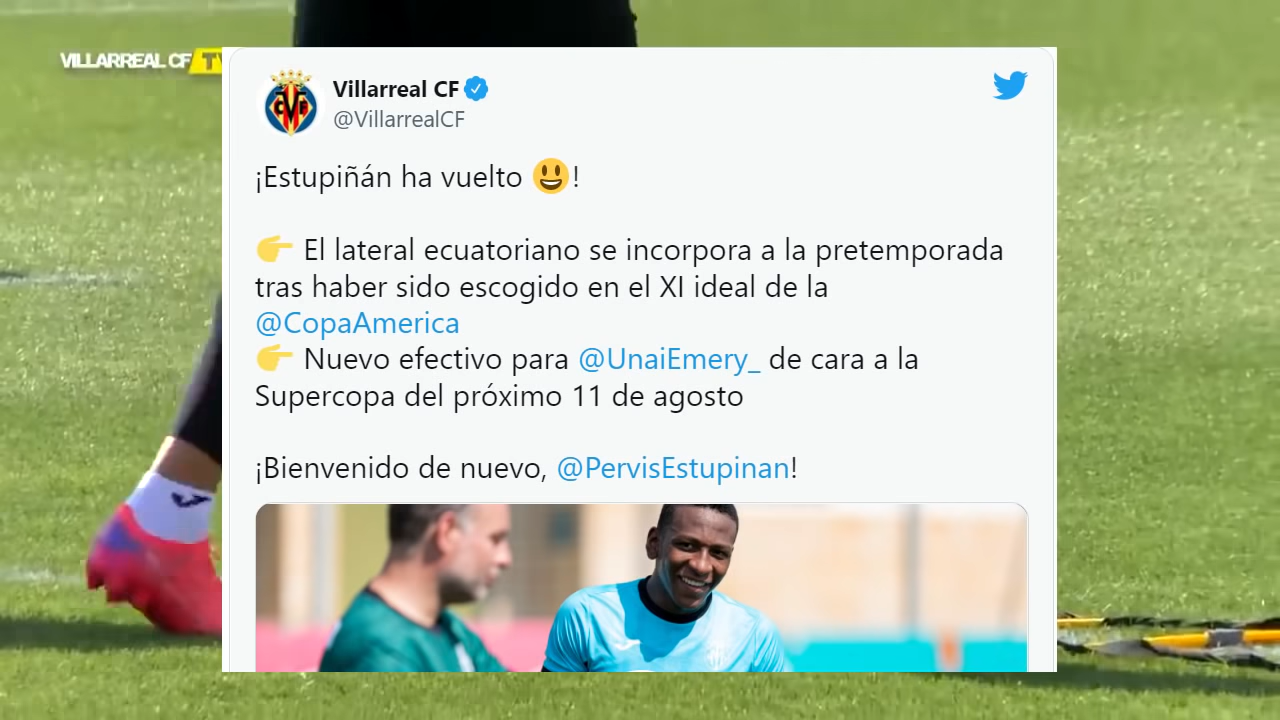 VILLARREAL CF TV
Villarreal CF
@VillarrealCF
¡Estupiñán ha vuelto 😃!
👉 El lateral ecuatoriano se incorpora a la pretemporada
tras haber sido escogido en el XI ideal de la
@CopaAmerica
👉 Nuevo efectivo para @UnaiEmery_ de cara a la
Supercopa del próximo 11 de agosto
¡Bienvenido de nuevo, @PervisEstupinan!